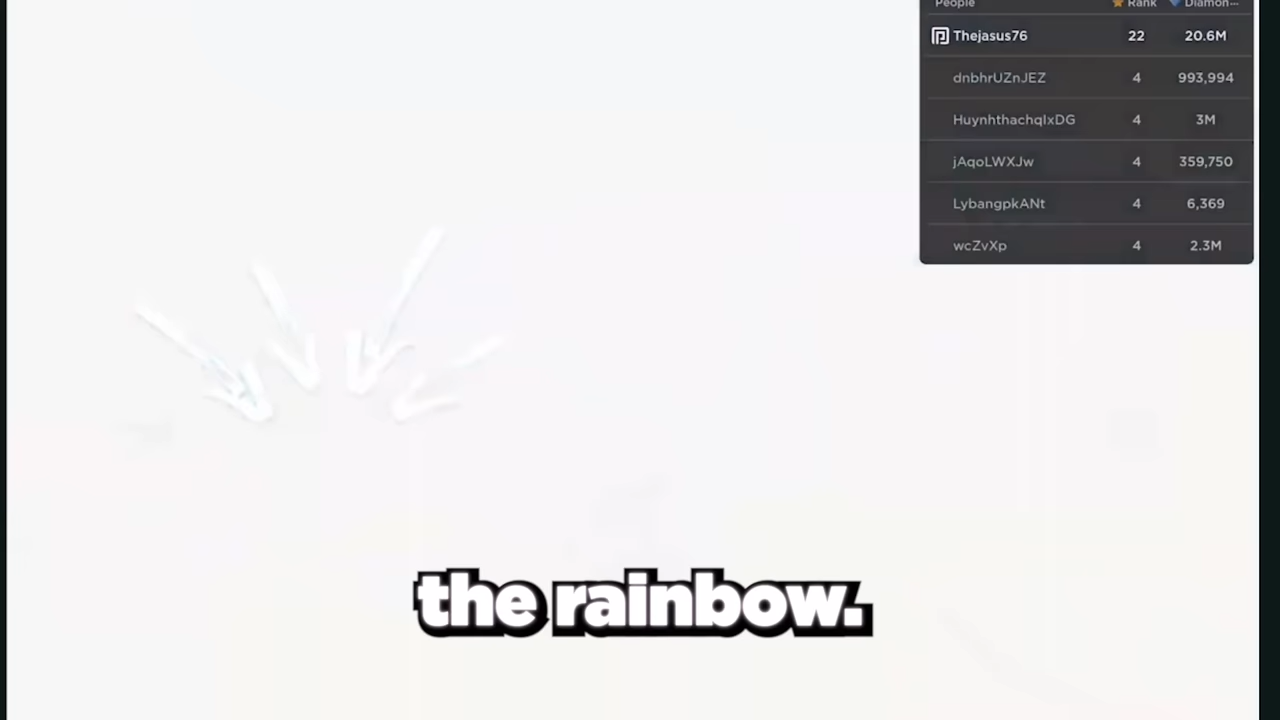 People Rank Diamon...
Thejasus76 22 20.6M
dnbhrUZnJEZ 4 993,994
HuynhthachqIxDG 4 3M
jAqoLWXJw 4 359,750
LybangpkANt 4 6,369
wcZvXp 4 2.3M
the rainbow.